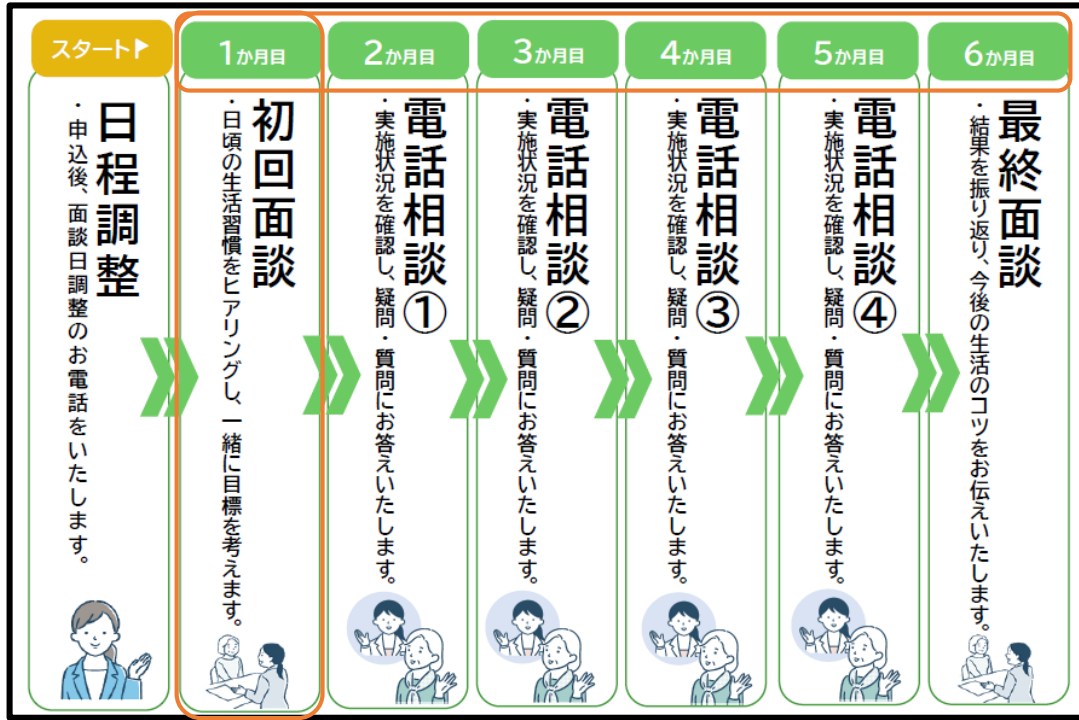 スタート▶
日程調整
・申込後、面談日調整のお電話をいたします。
1か月目
初回面談
・日頃の生活習慣をヒアリングし、一緒に目標を考えます。
2か月目
電話相談①
・実施状況を確認し、疑問・質問にお答えいたします。
3か月目
電話相談②
・実施状況を確認し、疑問・質問にお答えいたします。
4か月目
電話相談③
・実施状況を確認し、疑問・質問にお答えいたします。
5か月目
電話相談④
・実施状況を確認し、疑問・質問にお答えいたします。
6か月目
最終面談
・結果を振り返り、今後の生活のコツをお伝えいたします。